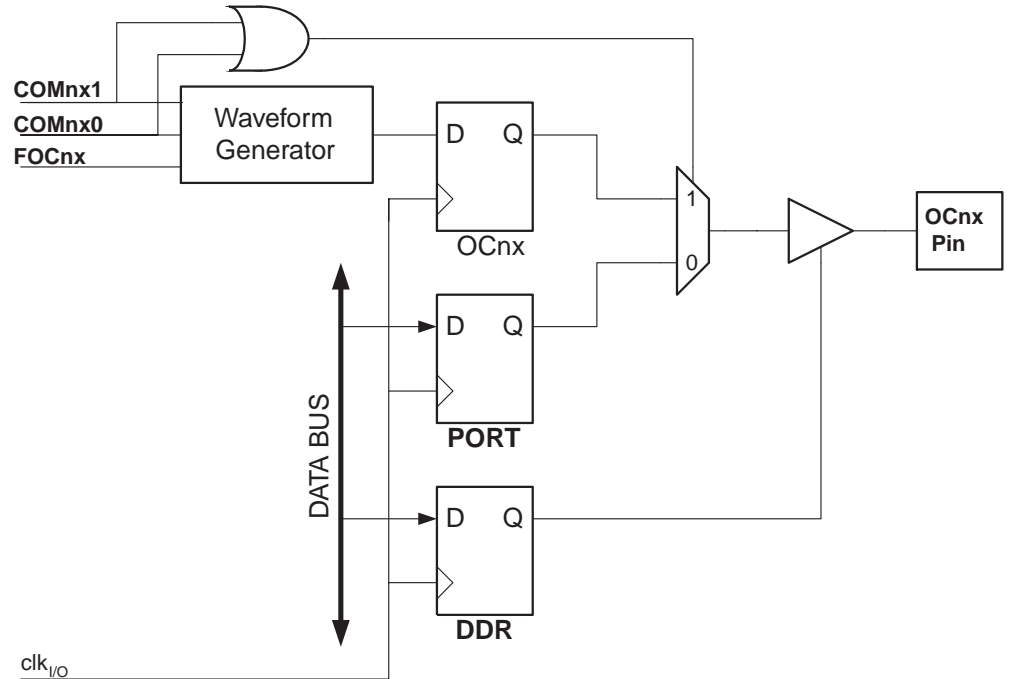 COMnx1
COMnx0
FOCnx
Waveform
Generator
D Q
OCnx
1
0
OCnx
Pin
D Q
PORT
D Q
DDR
DATA BUS
clkI/O